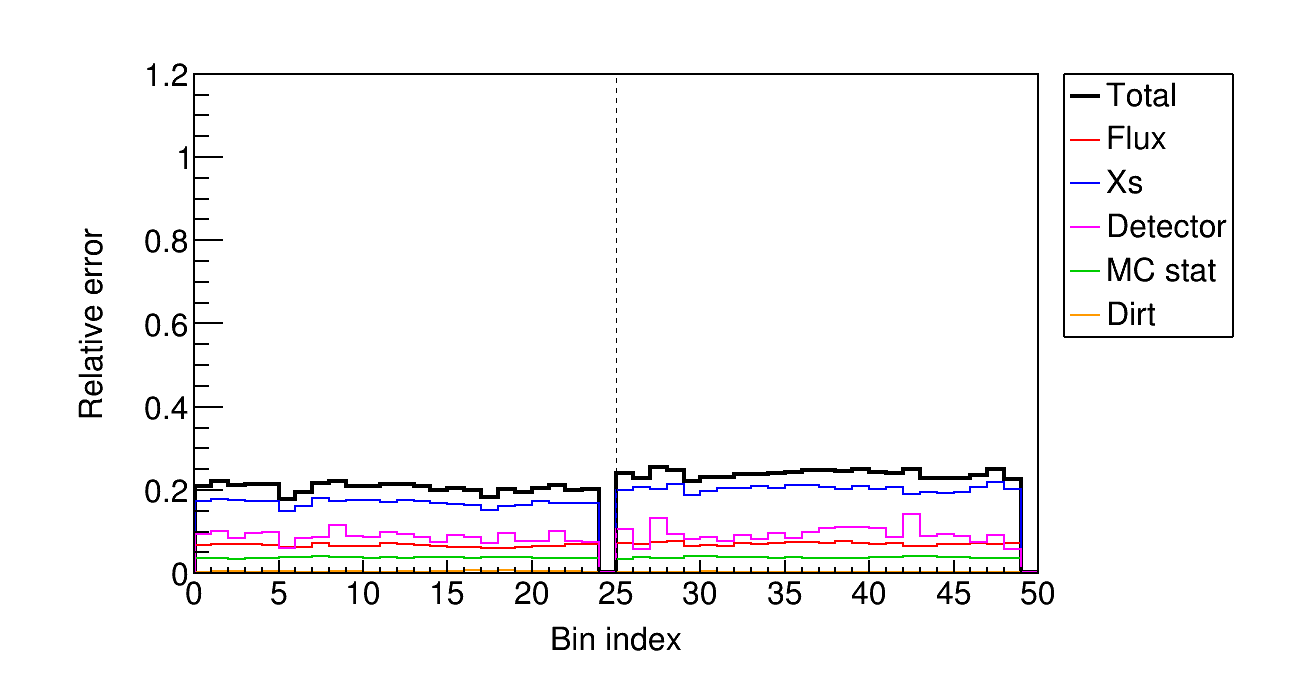 1.2
1
0.8
0.6
0.4
0.2
0
Relative error
0 5 10 15 20 25 30 35 40 45 50
Bin index
Total
Flux
Xs
Detector
MC stat
Dirt